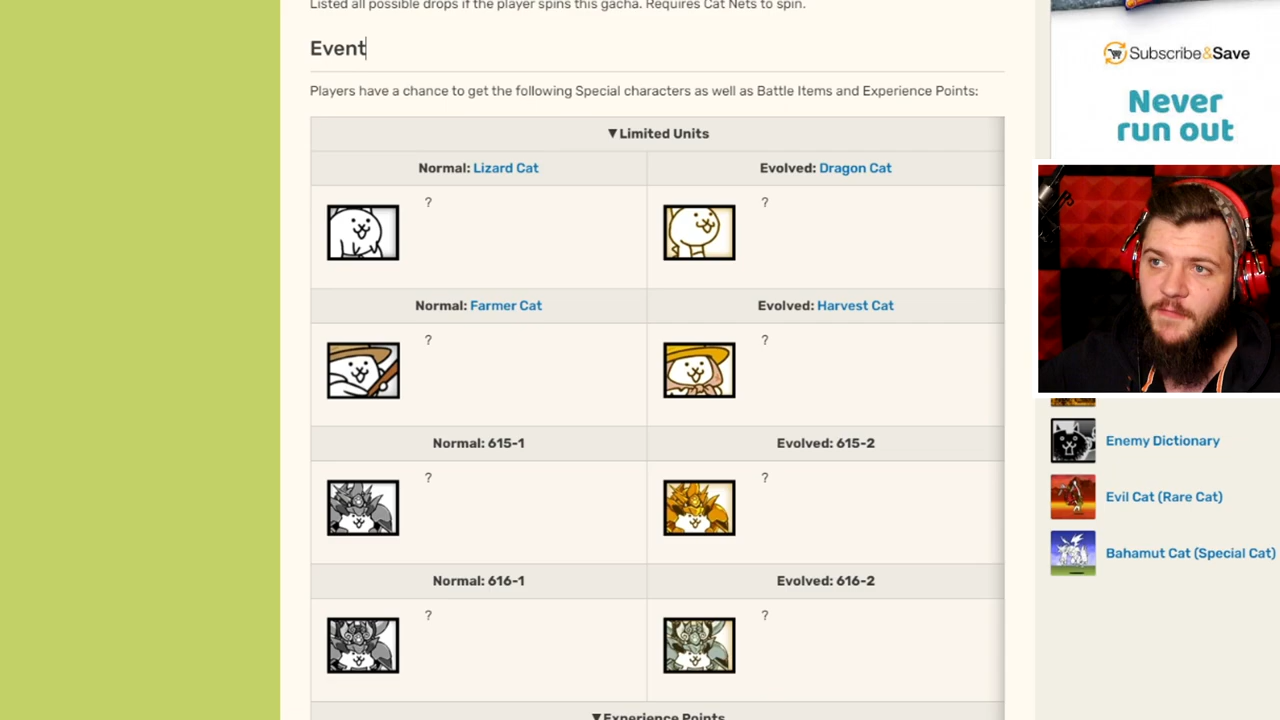 Listed all possible drops if the player spins this gacha. Requires Cat Nets to spin.
Event
Players have a chance to get the following Special characters as well as Battle Items and Experience Points:
▼Limited Units
Normal: Lizard Cat
Evolved: Dragon Cat
?
?
Normal: Farmer Cat
Evolved: Harvest Cat
?
?
Normal: 615-1
Evolved: 615-2
?
?
Normal: 616-1
Evolved: 616-2
?
?
▼Experience Points
Subscribe&Save
Never
run out
Enemy Dictionary
Evil Cat (Rare Cat)
Bahamut Cat (Special Cat)